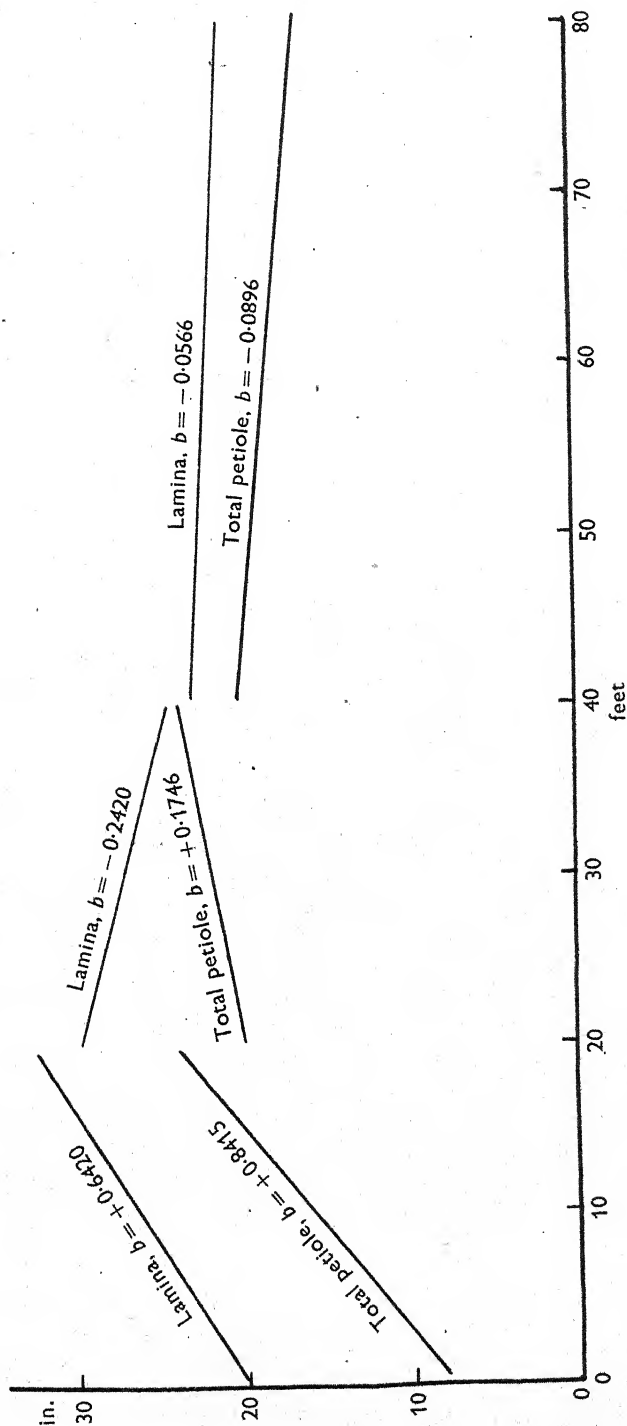 in.
30
20
10
0
Lamina, b = +0·6420
Total petiole, b = +0·8415
Lamina, b = −0·2420
Total petiole, b = +0·1746
Lamina, b = −0·0566
Total petiole, b = −0·0896
0
10
20
30
40
50
60
70
80
feet